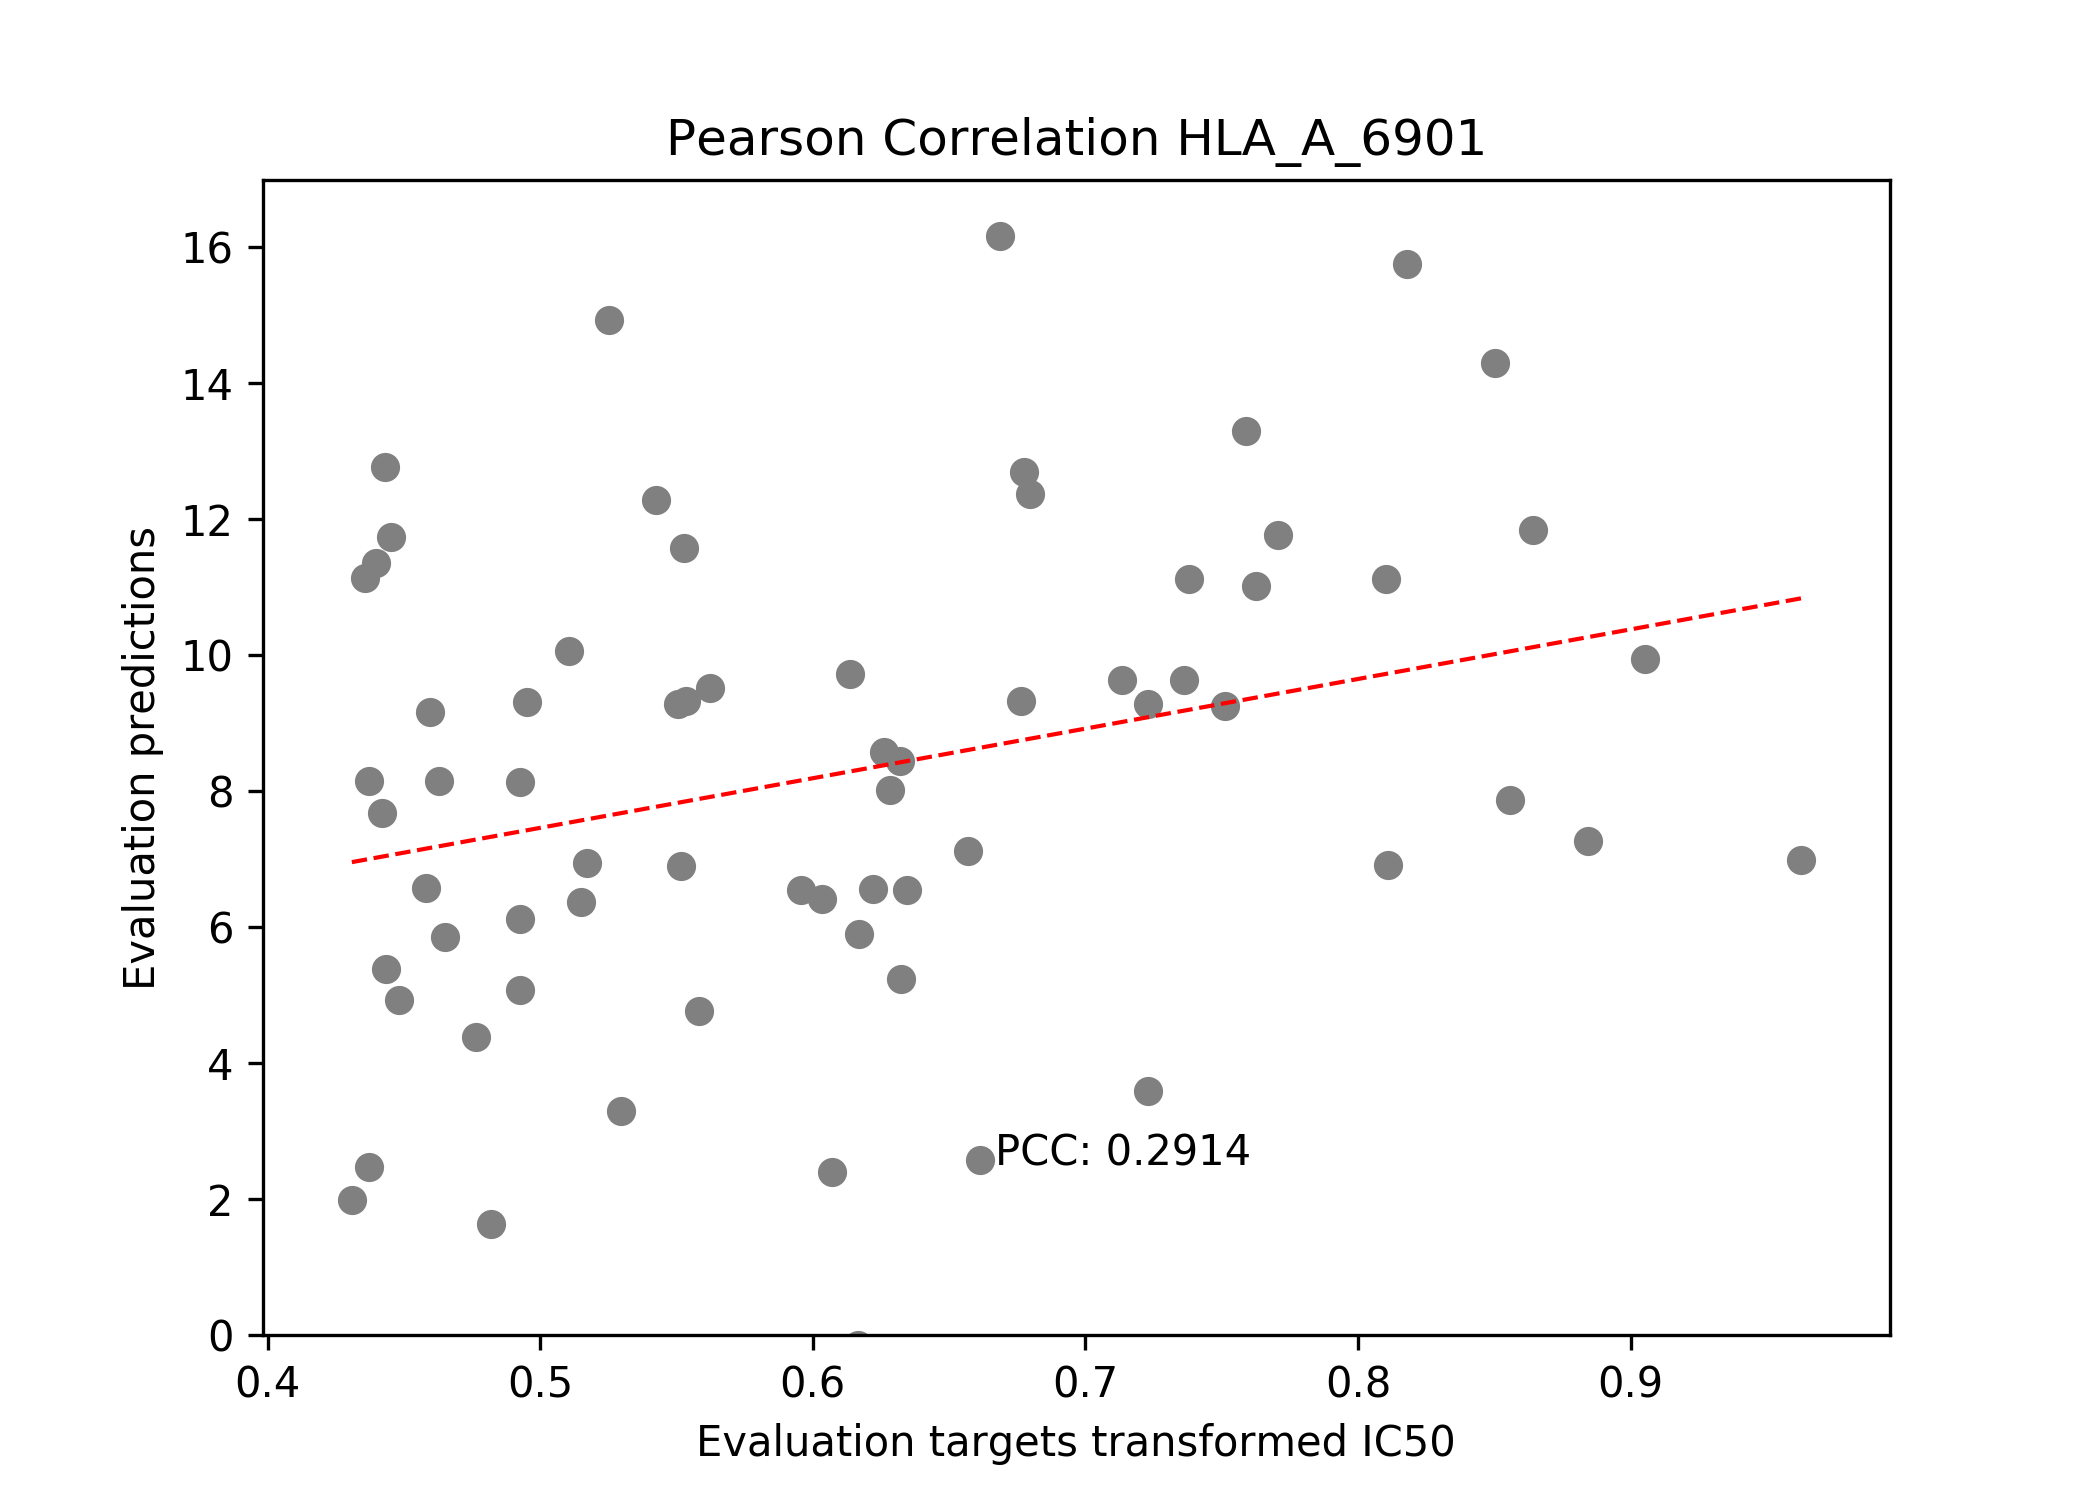 Pearson Correlation HLA_A_6901
16
14
12
10
8
6
4
2
0
Evaluation predictions
PCC: 0.2914
0.4 0.5 0.6 0.7 0.8 0.9
Evaluation targets transformed IC50